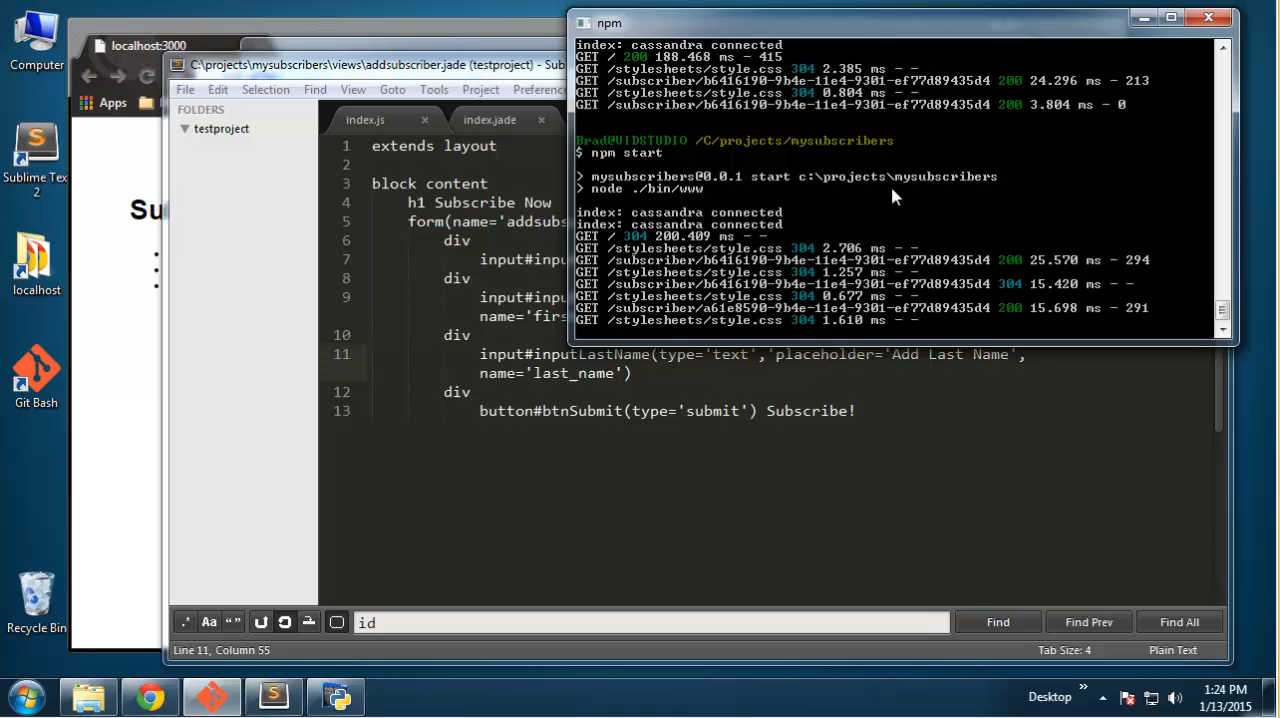 Computer
Sublime Text 2
localhost
Git Bash
Recycle Bin
localhost:3000
Apps
Su
C:\projects\mysubscribers\views\addsubscriber.jade (testproject) - Su
File Edit Selection Find View Goto Tools Project Preference
FOLDERS
testproject
index.js
index.jade
1 extends layout
2
3 block content
4 h1 Subscribe Now
5 form(name='addsubs
6 div
7 input#inpu
8 div
9 input#inpu
name='firs
10 div
11 input#inputLastName(type='text','placeholder='Add Last Name',
name='last_name')
12 div
13 button#btnSubmit(type='submit') Subscribe!
npm
index: cassandra connected
GET / 200 188.468 ms - 415
GET /stylesheets/style.css 304 2.385 ms - -
GET /subscriber/b6416190-9b4e-11e4-9301-ef77d89435d4 200 24.296 ms - 213
GET /stylesheets/style.css 304 0.804 ms - -
GET /subscriber/b6416190-9b4e-11e4-9301-ef77d89435d4 200 3.804 ms - 0
Brad@VIDSTUDIO /C/projects/mysubscribers
$ npm start
> mysubscribers@0.0.1 start c:\projects\mysubscribers
> node ./bin/www
index: cassandra connected
index: cassandra connected
GET / 304 200.409 ms - -
GET /stylesheets/style.css 304 2.706 ms - -
GET /subscriber/b6416190-9b4e-11e4-9301-ef77d89435d4 200 25.570 ms - 294
GET /stylesheets/style.css 304 1.257 ms - -
GET /subscriber/b6416190-9b4e-11e4-9301-ef77d89435d4 304 15.420 ms - -
GET /stylesheets/style.css 304 0.677 ms - -
GET /subscriber/a61e8590-9b4e-11e4-9301-ef77d89435d4 200 15.698 ms - 291
GET /stylesheets/style.css 304 1.610 ms - -
.* Aa “” id Find Find Prev Find All
Line 11, Column 55 Tab Size: 4 Plain Text
Desktop » 1:24 PM
1/13/2015